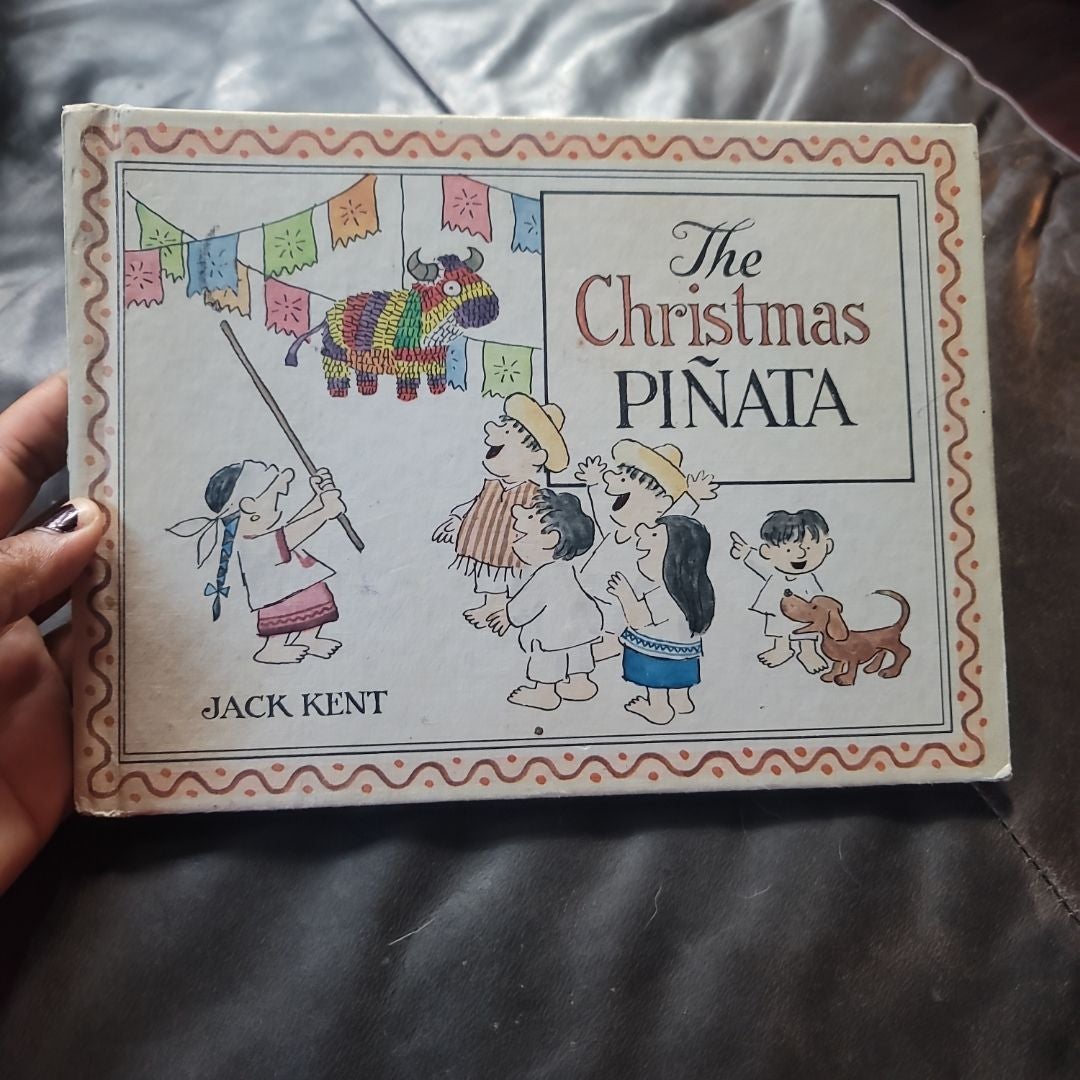 The
Christmas
PIÑATA
JACK KENT